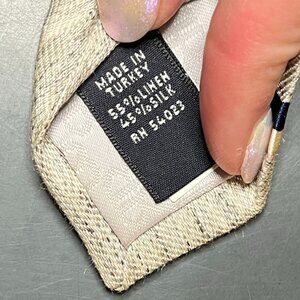 MADE IN
TURKEY
55%LINEN
45%SILK
RN 54023